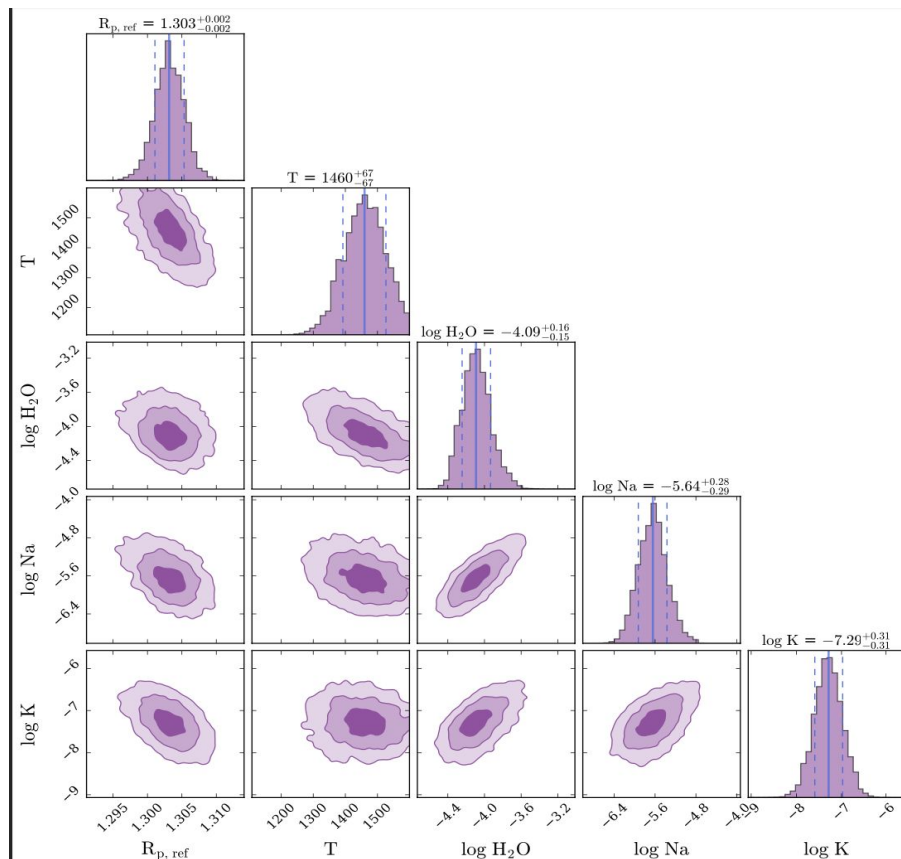 R_{p, ref} = 1.303^{+0.002}_{-0.002}
T = 1460^{+67}_{-67}
1500
1400
1300
1200
T
log H₂O = −4.09^{+0.16}_{-0.15}
−3.2
−3.6
−4.0
−4.4
log H₂O
log Na = −5.64^{+0.28}_{-0.29}
−4.0
−4.0
−4.8
−5.6
−6.4
log Na
log K = −7.29^{+0.31}_{-0.31}
−6
−7
−8
−9
log K
1.295 1.300 1.305 1.310 1200 1300 1400 1500 −4.4 −4.0 −3.6 −3.2 −6.4 −5.6 −4.8 −4.0 −9 −8 −7 −6
R_{p, ref} T log H₂O log Na log K